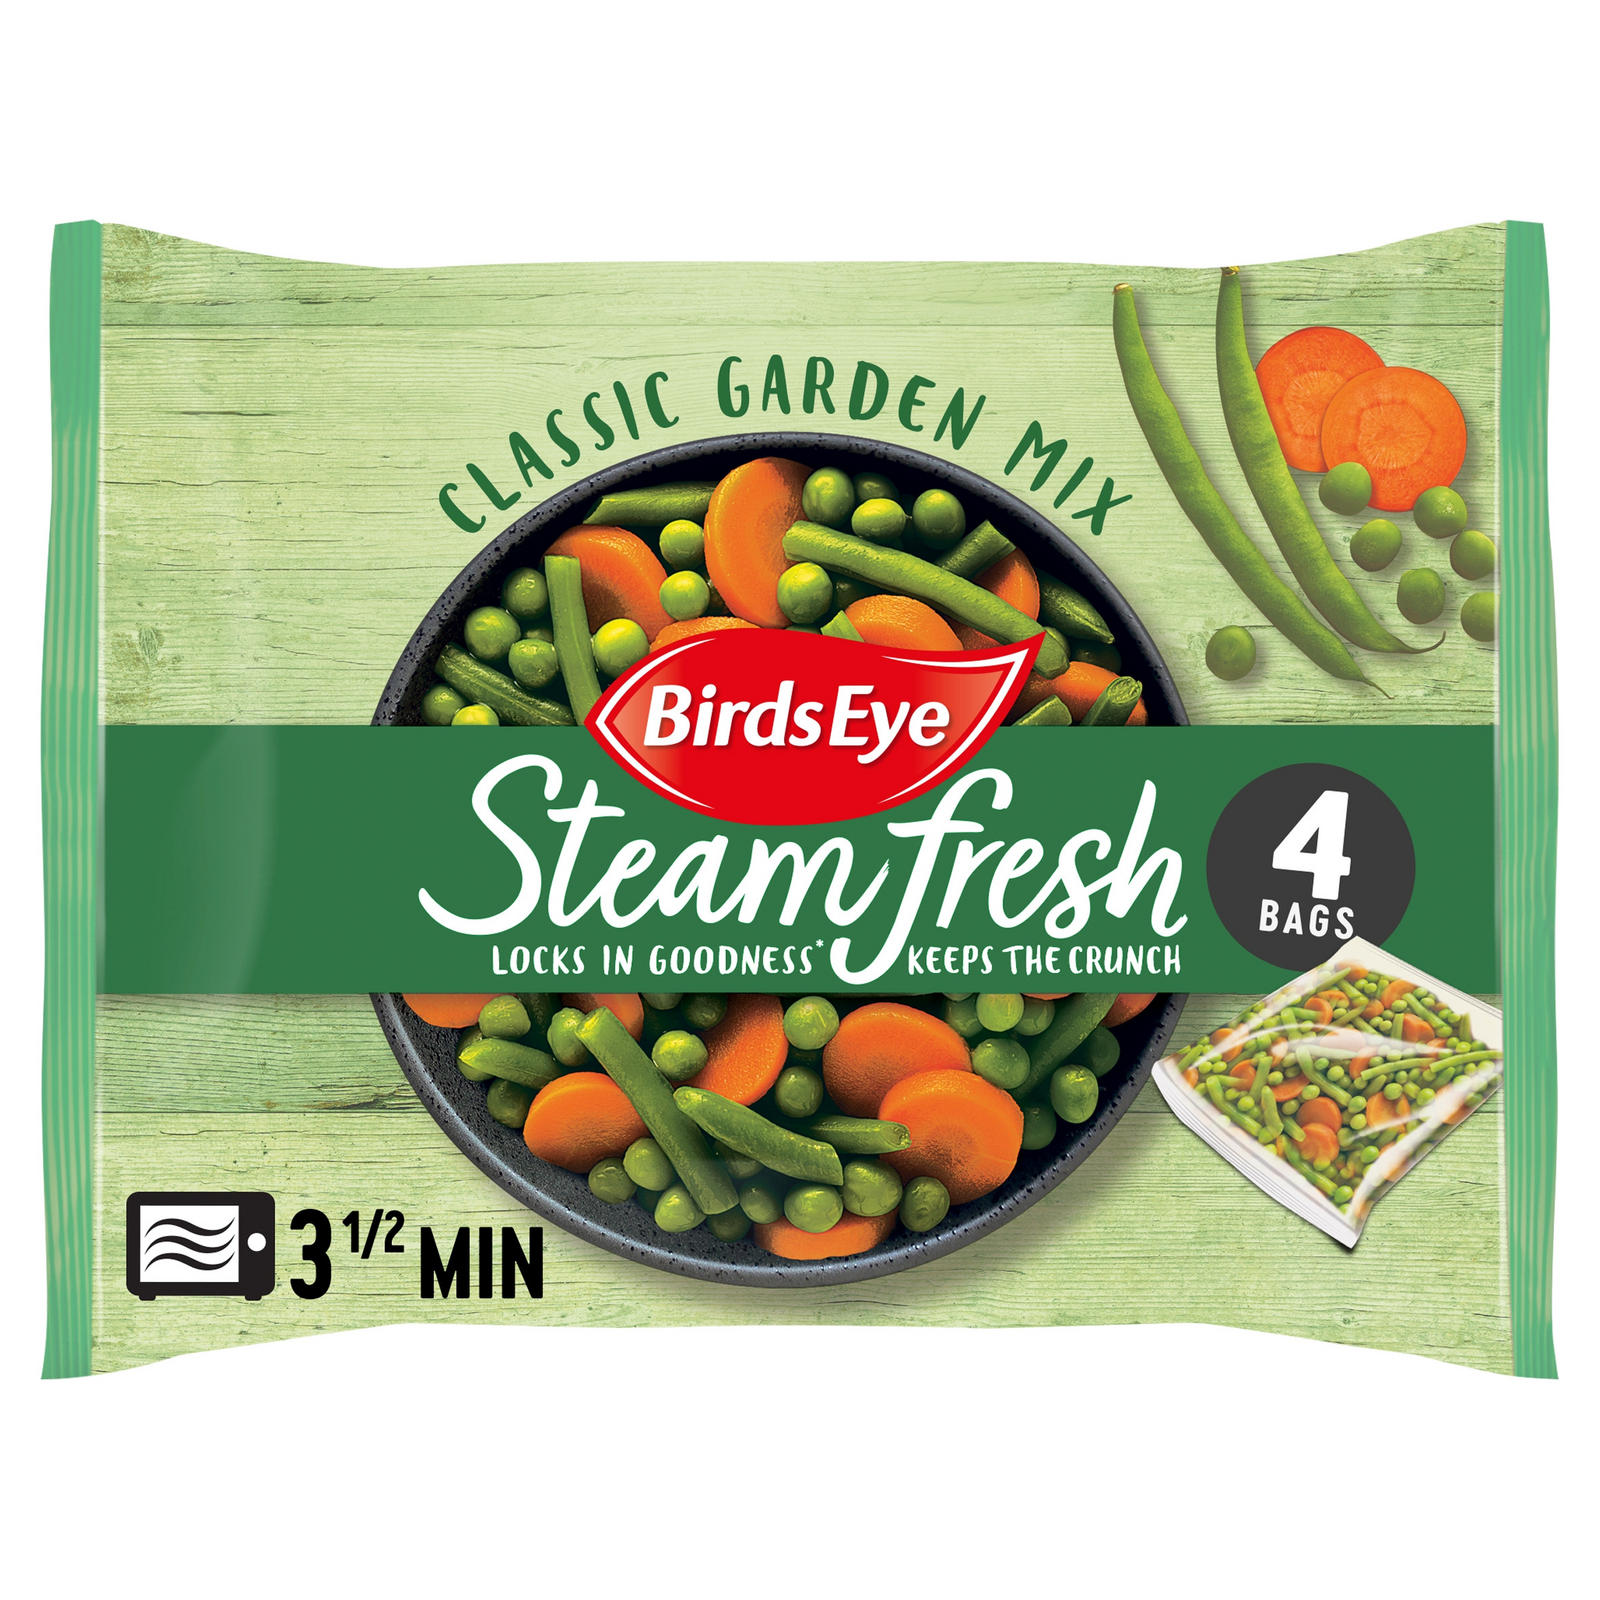 CLASSIC GARDEN MIX
BirdsEye
Steamfresh
LOCKS IN GOODNESS* KEEPS THE CRUNCH
4
BAGS
3 1/2 MIN